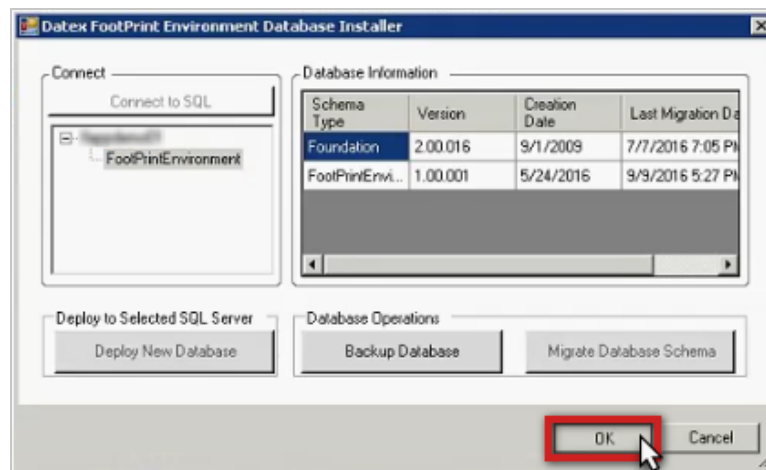 Datex FootPrint Environment Database Installer
Connect
Connect to SQL
FootPrintEnvironment
Database Information
Schema Type Version Creation Date Last Migration Da
Foundation 2.00.016 9/1/2009 7/7/2016 7:05 PM
FootPrintEnvi... 1.00.001 5/24/2016 9/9/2016 5:27 PM
Deploy to Selected SQL Server
Deploy New Database
Database Operations
Backup Database Migrate Database Schema
OK Cancel